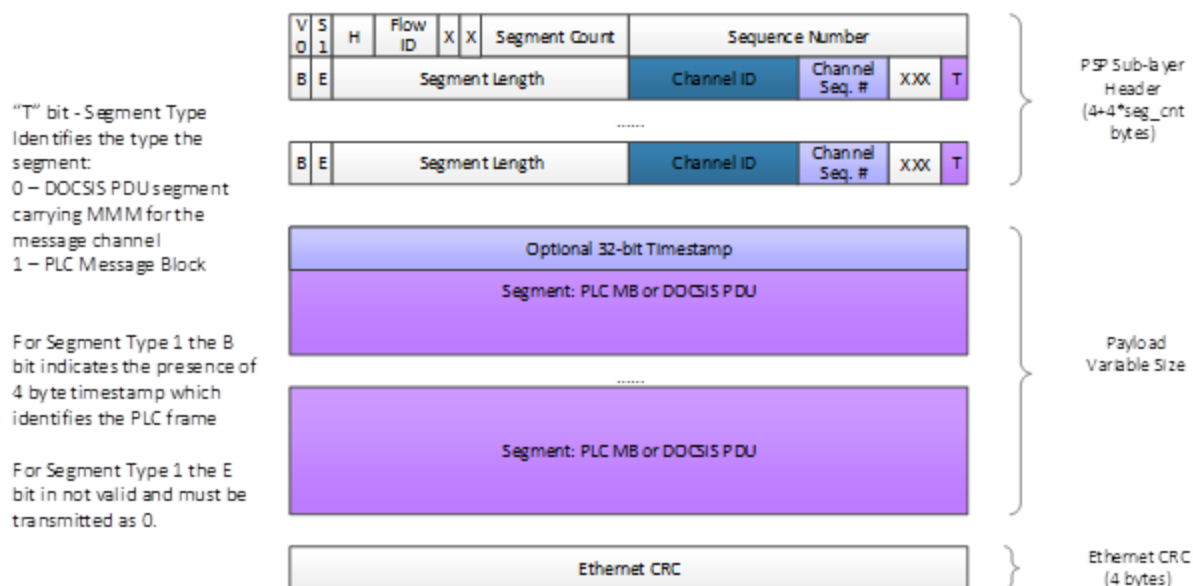 V 0 S 1 H Flow ID X X Segment Count Sequence Number
B E Segment Length Channel ID Channel Seq. # XXX T
......
B E Segment Length Channel ID Channel Seq. # XXX T
PSP Sub-layer
Header
(4+4*seg_cnt
bytes)
"T" bit - Segment Type
Identifies the type the
segment:
0 – DOCSIS PDU segment
carrying MMM for the
message channel
1 – PLC Message Block
Optional 32-bit Timestamp
Segment: PLC MB or DOCSIS PDU
......
Segment: PLC MB or DOCSIS PDU
Payload
Variable Size
For Segment Type 1 the B
bit indicates the presence of
4 byte timestamp which
identifies the PLC frame
For Segment Type 1 the E
bit in not valid and must be
transmitted as 0.
Ethernet CRC
Ethernet CRC
(4 bytes)